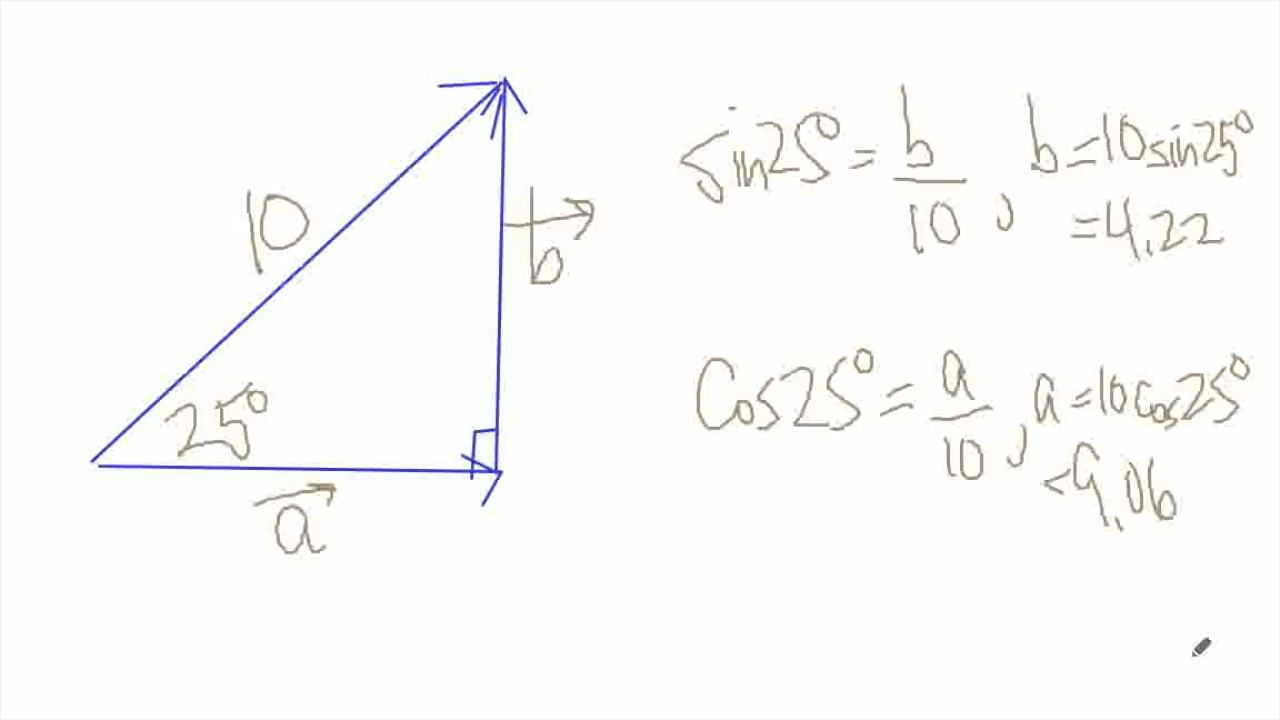 10
25°
a
b
sin25° = b/10 , b = 10sin25°
= 4.22
cos25° = a/10 , a = 10cos25°
= 9.06